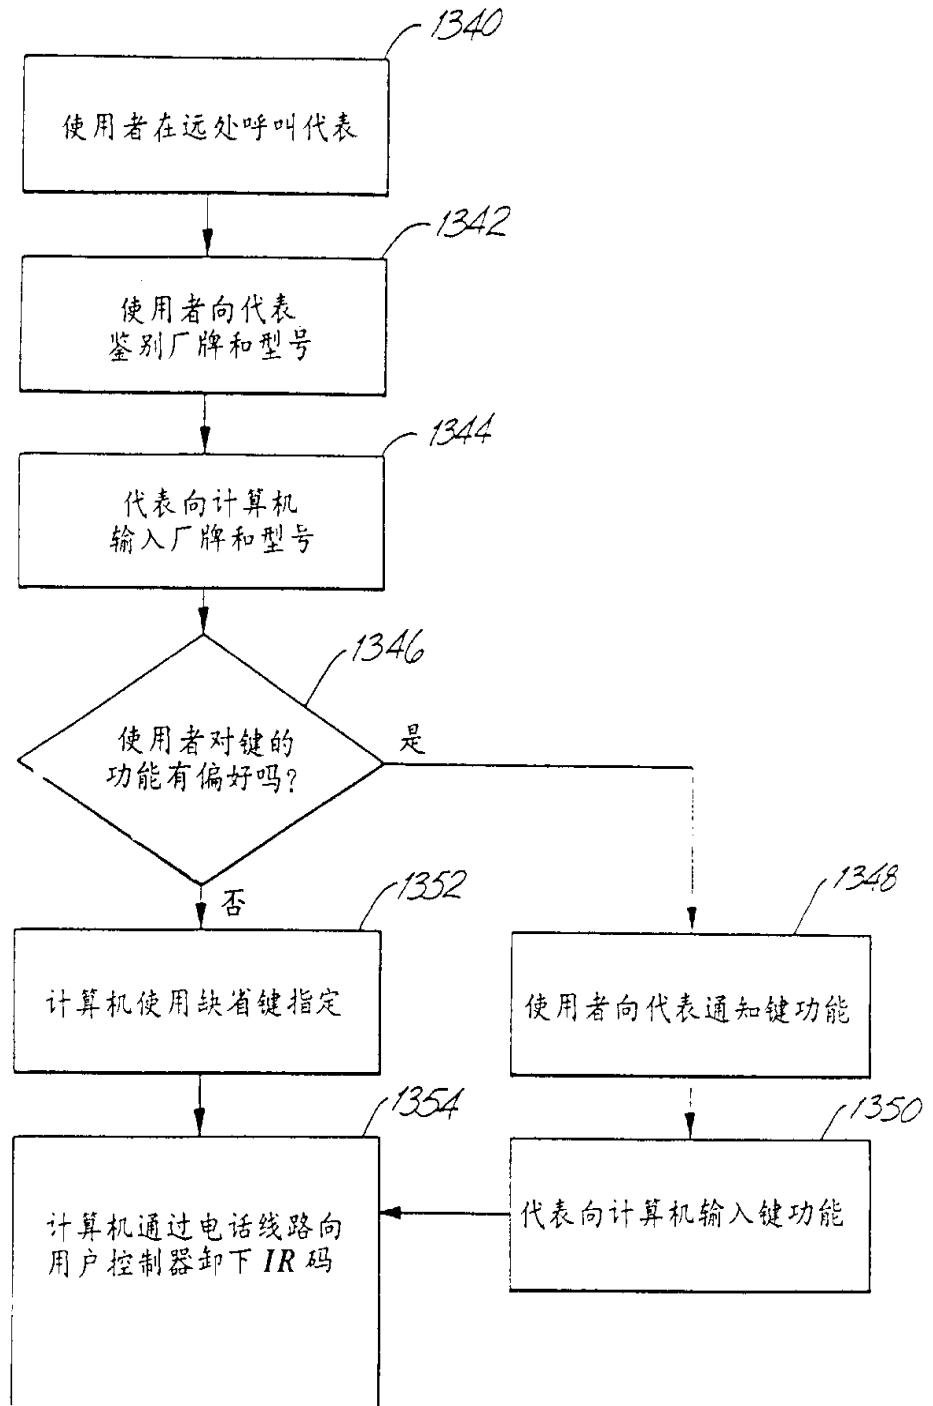 1340
使用者在远处呼叫代表
1342
使用者向代表
鉴别厂牌和型号
1344
代表向计算机
输入厂牌和型号
1346
使用者对键的
功能有偏好吗?
是
否
1352
计算机使用缺省键指定
1348
使用者向代表通知键功能
1354
计算机通过电话线路向
用户控制器卸下 IR 码
1350
代表向计算机输入键功能